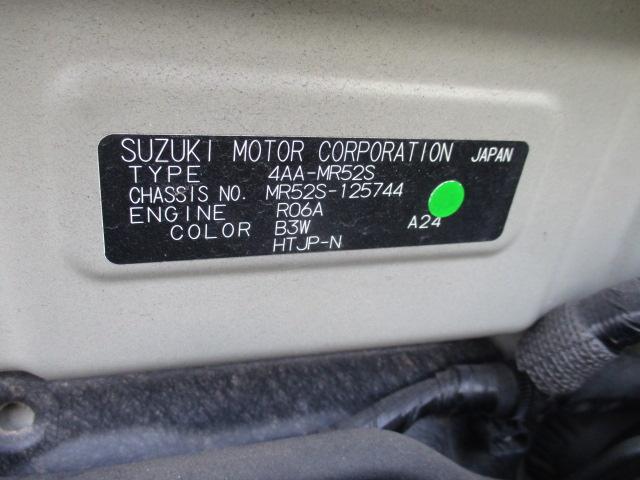 SUZUKI MOTOR CORPORATION JAPAN
TYPE 4AA-MR52S
CHASSIS NO. MR52S-125744
ENGINE R06A
COLOR B3W A24
HTJP-N